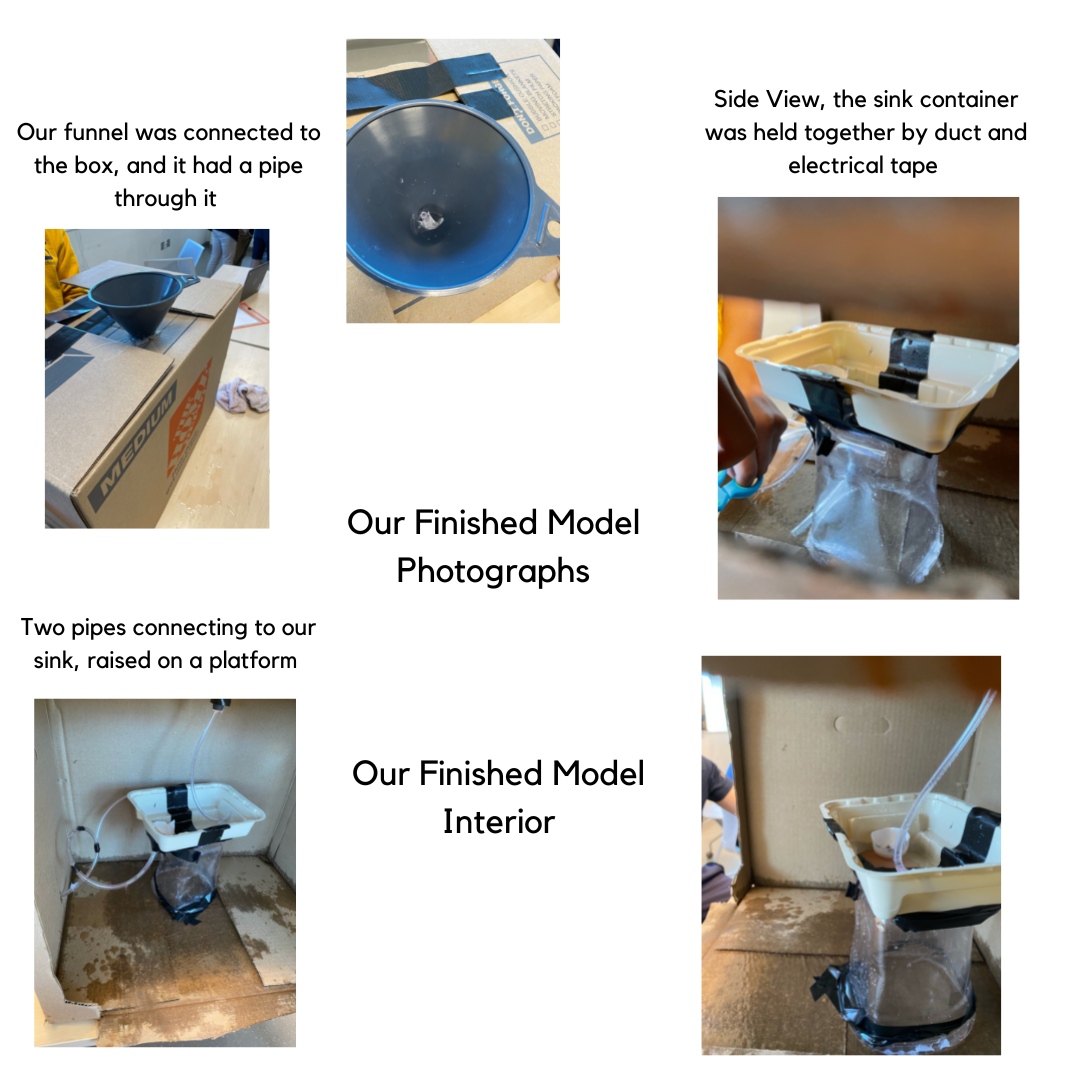 Our funnel was connected to
the box, and it had a pipe
through it
Side View, the sink container
was held together by duct and
electrical tape
MEDIUM
Our Finished Model
Photographs
Two pipes connecting to our
sink, raised on a platform
Our Finished Model
Interior